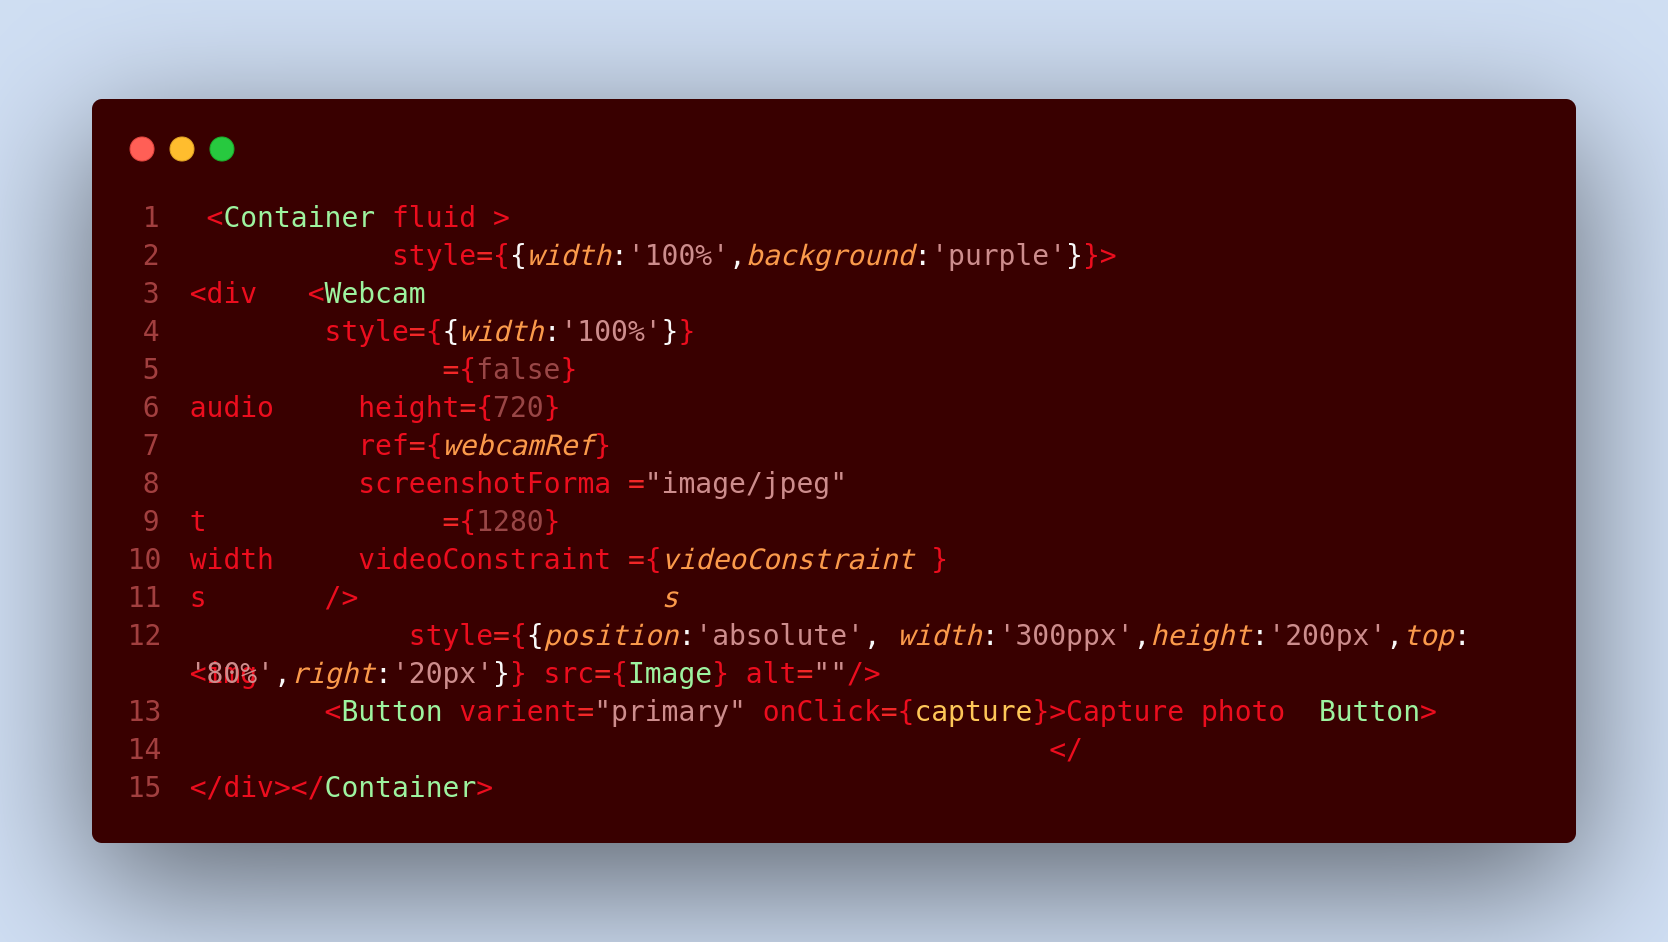 1 <Container fluid >
2 style={{width:'100%',background:'purple'}}>
3 <div <Webcam
4 style={{width:'100%'}}
5 ={false}
6 audio height={720}
7 ref={webcamRef}
8 screenshotForma ="image/jpeg"
9 t ={1280}
10 width videoConstraint ={videoConstraint }
11 s /> s
12 style={{position:'absolute', width:'300ppx',height:'200px',top:
<img '80%',right:'20px'}} src={Image} alt=""/>
13 <Button varient="primary" onClick={capture}>Capture photo Button>
14 </
15 </div></Container>